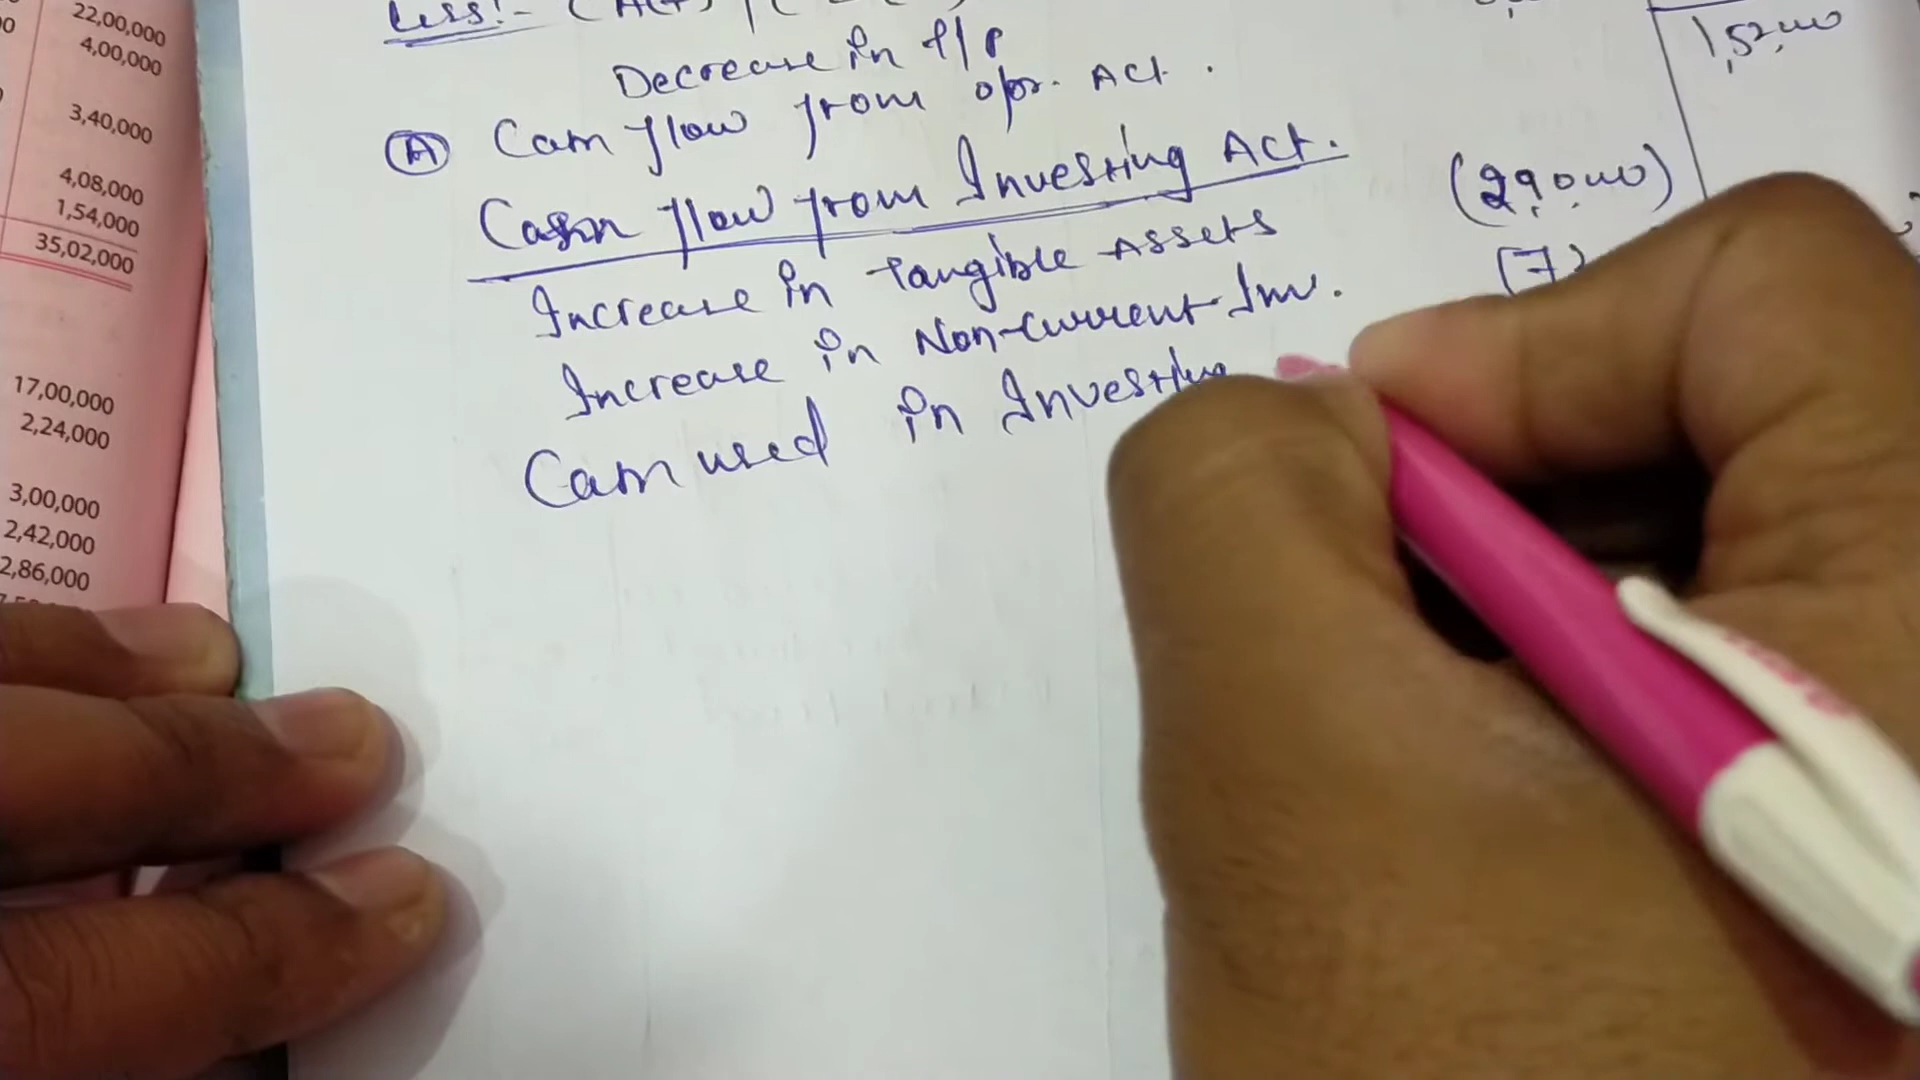 22,00,000
4,00,000
3,40,000
4,08,000
1,54,000
35,02,000
17,00,000
2,24,000
3,00,000
2,42,000
2,86,000
Less:-
Decrease in T/P
(A) Cash flow from opr. Act. 1,52,000
Cash flow from Investing Act.
Increase in Tangible Assets (29,0,000)
Increase in Non-current Inv. (7
Cash used in Investing